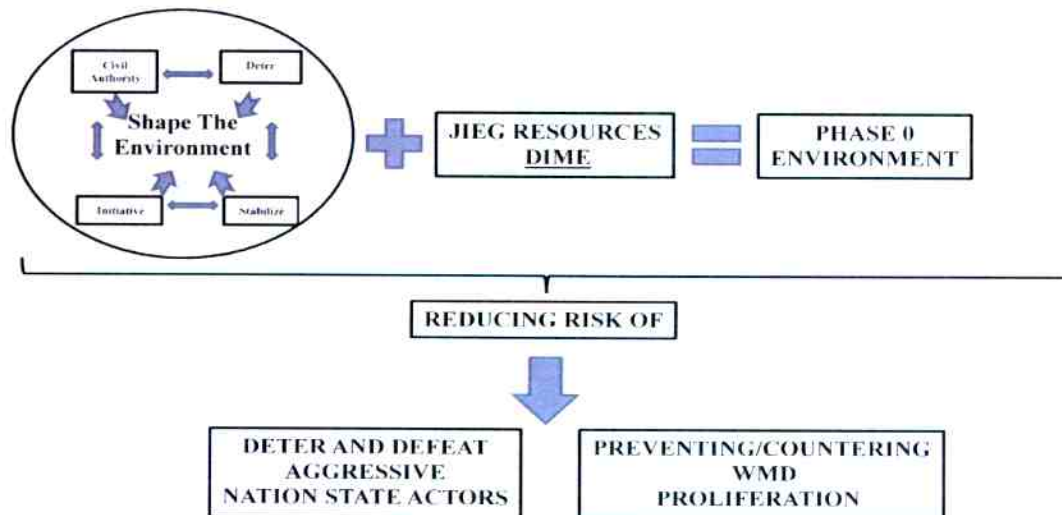 Civil
Authority
Deter
Shape The
Environment
Initiative
Stabilize
JIEG RESOURCES
DIME
PHASE 0
ENVIRONMENT
REDUCING RISK OF
DETER AND DEFEAT
AGGRESSIVE
NATION STATE ACTORS
PREVENTING/COUNTERING
WMD
PROLIFERATION